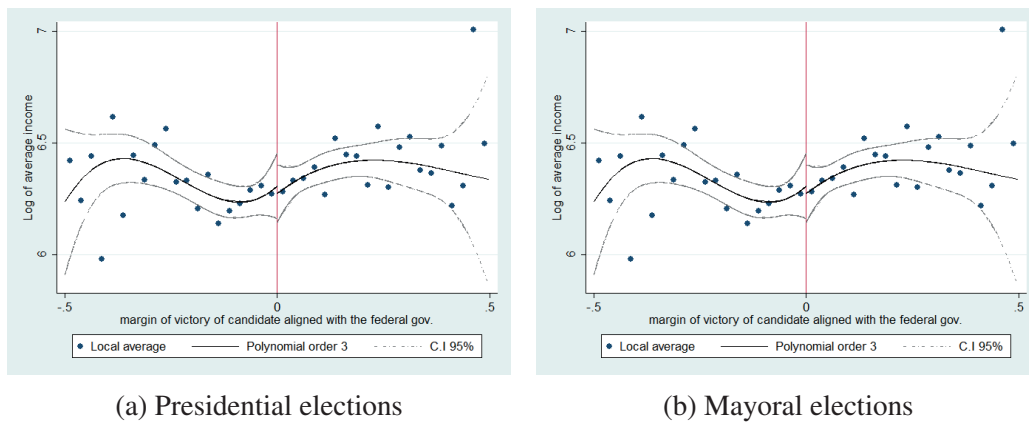 Log of average income
7
6.5
6
-.5
0
.5
margin of victory of candidate aligned with the federal gov.
Local average
Polynomial order 3
C.I 95%
(a) Presidential elections
Log of average income
7
6.5
6
-.5
0
.5
margin of victory of candidate aligned with the federal gov.
Local average
Polynomial order 3
C.I 95%
(b) Mayoral elections